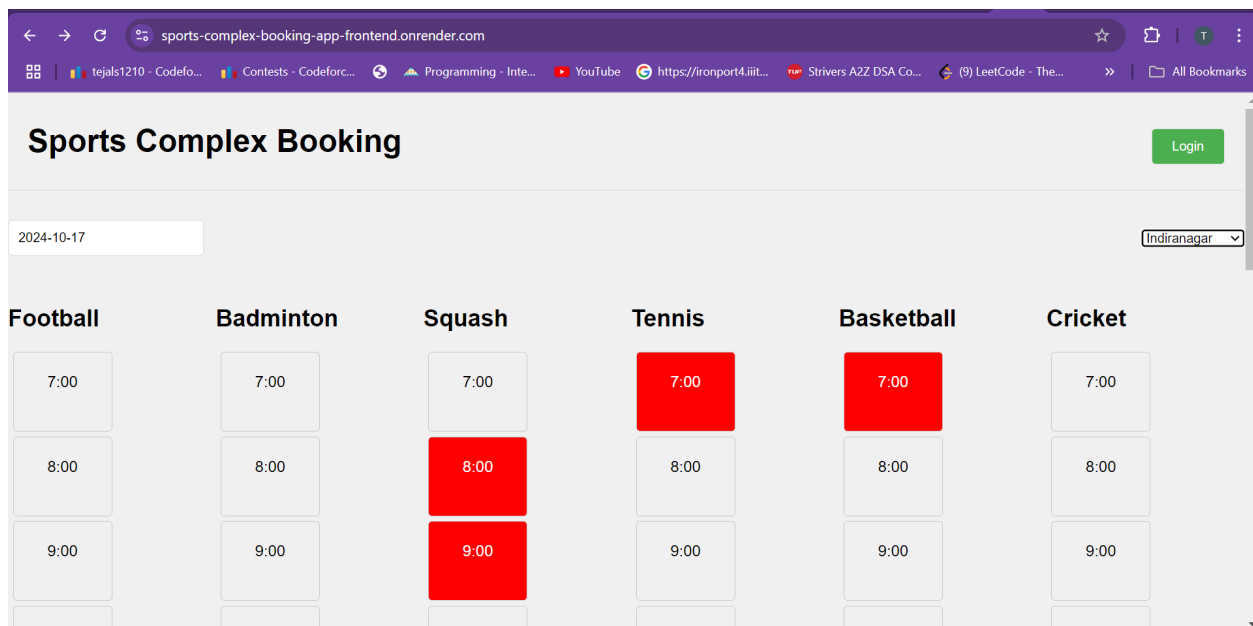 sports-complex-booking-app-frontend.onrender.com T
tejals1210 - Codefo... Contests - Codeforc... Programming - Inte... YouTube https://ironport4.iiit... Strivers A2Z DSA Co... (9) LeetCode - The... » All Bookmarks
Sports Complex Booking Login
2024-10-17 Indiranagar
Football Badminton Squash Tennis Basketball Cricket
7:00 7:00 7:00 7:00 7:00 7:00
8:00 8:00 8:00 8:00 8:00 8:00
9:00 9:00 9:00 9:00 9:00 9:00